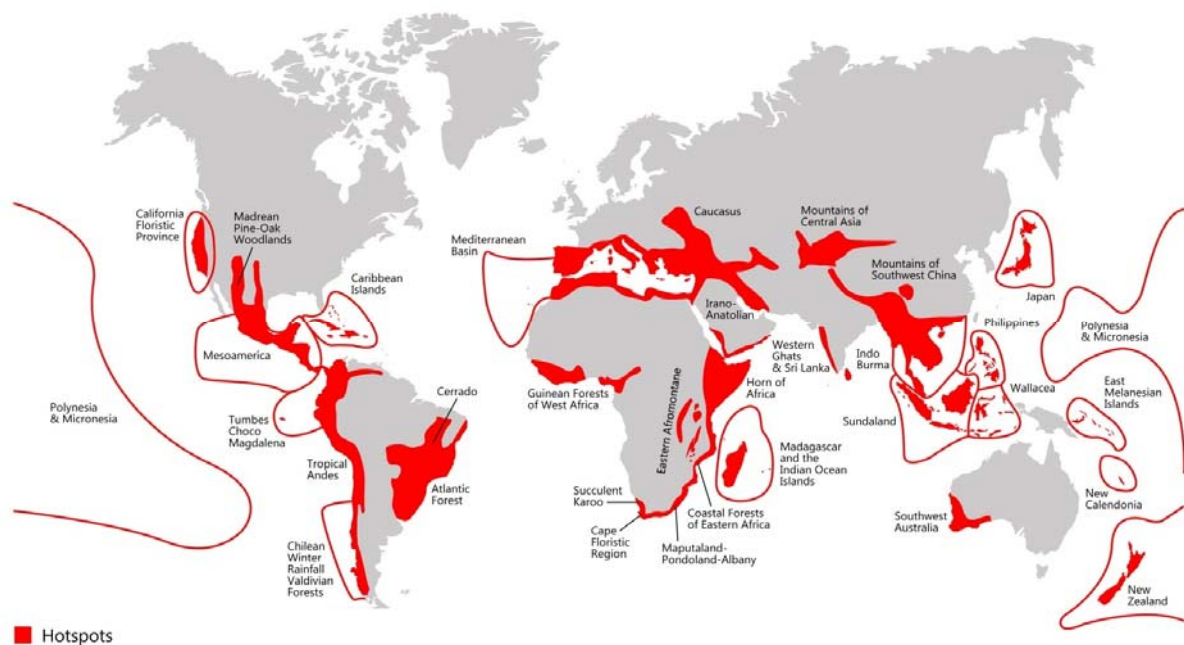 California
Floristic
Province
Madrean
Pine-Oak
Woodlands
Caribbean
Islands
Mesoamerica
Polynesia
& Micronesia
Tumbes
Choco
Magdalena
Cerrado
Tropical
Andes
Atlantic
Forest
Chilean
Winter
Rainfall
Valdivian
Forests
Mediterranean
Basin
Caucasus
Mountains of
Central Asia
Mountains of
Southwest China
Irano-
Anatolian
Western
Ghats
& Sri Lanka
Indo
Burma
Japan
Philippines
Polynesia
& Micronesia
Guinean Forests
of West Africa
Horn of
Africa
Eastern Afromontane
Sundaland
Wallacea
East
Melanesian
Islands
Madagascar
and the
Indian Ocean
Islands
Succulent
Karoo
Cape
Floristic
Region
Coastal Forests
of Eastern Africa
Maputaland-
Pondoland-Albany
Southwest
Australia
New
Calendonia
New
Zealand
Hotspots